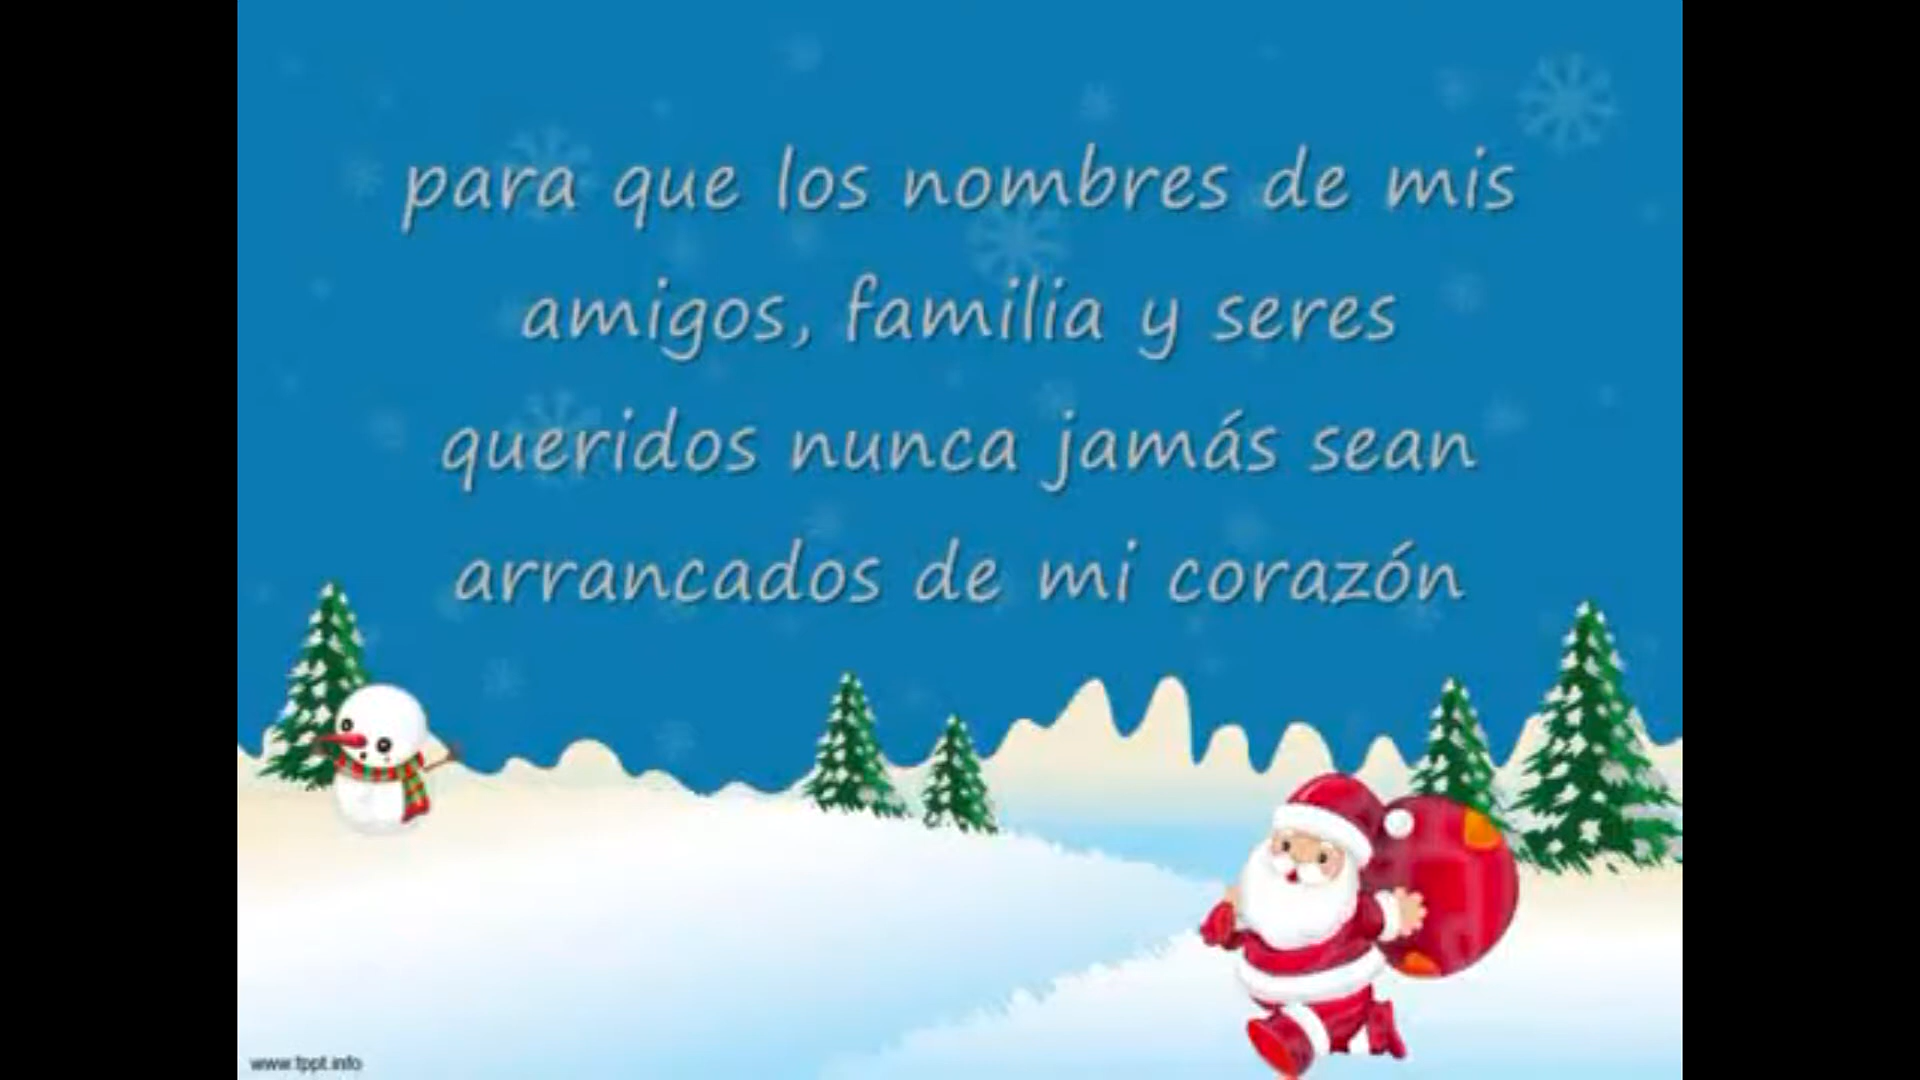 para que los nombres de mis
amigos, familia y seres
queridos nunca jamás sean
arrancados de mi corazón
www.tppt.info